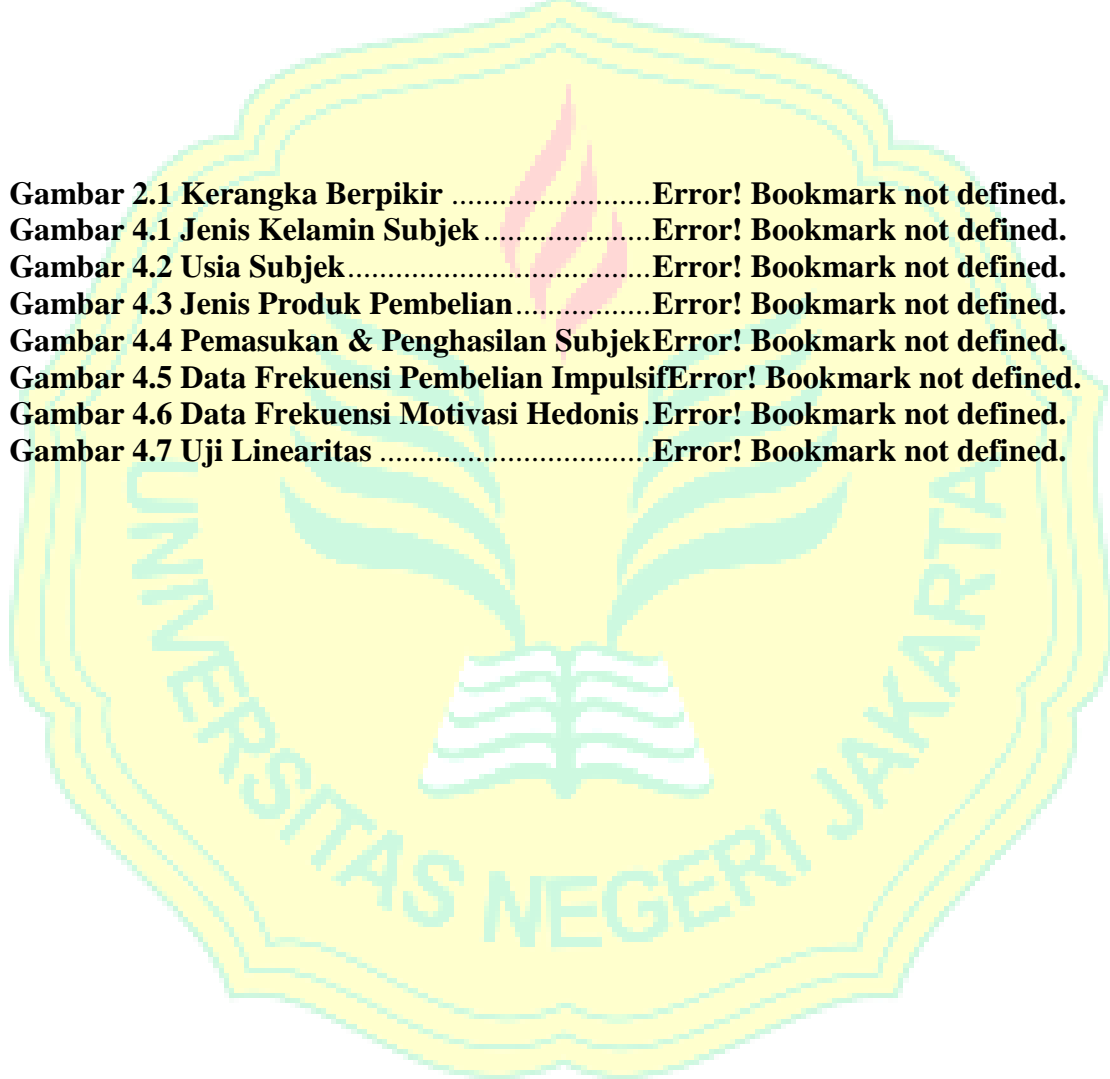 Gambar 2.1 Kerangka Berpikir ........................Error! Bookmark not defined.
Gambar 4.1 Jenis Kelamin Subjek....................Error! Bookmark not defined.
Gambar 4.2 Usia Subjek....................................Error! Bookmark not defined.
Gambar 4.3 Jenis Produk Pembelian................Error! Bookmark not defined.
Gambar 4.4 Pemasukan & Penghasilan Subjek.Error! Bookmark not defined.
Gambar 4.5 Data Frekuensi Pembelian ImpulsifError! Bookmark not defined.
Gambar 4.6 Data Frekuensi Motivasi Hedonis .Error! Bookmark not defined.
Gambar 4.7 Uji Linearitas ................................Error! Bookmark not defined.
UNIVERSITAS NEGERI JAKARTA